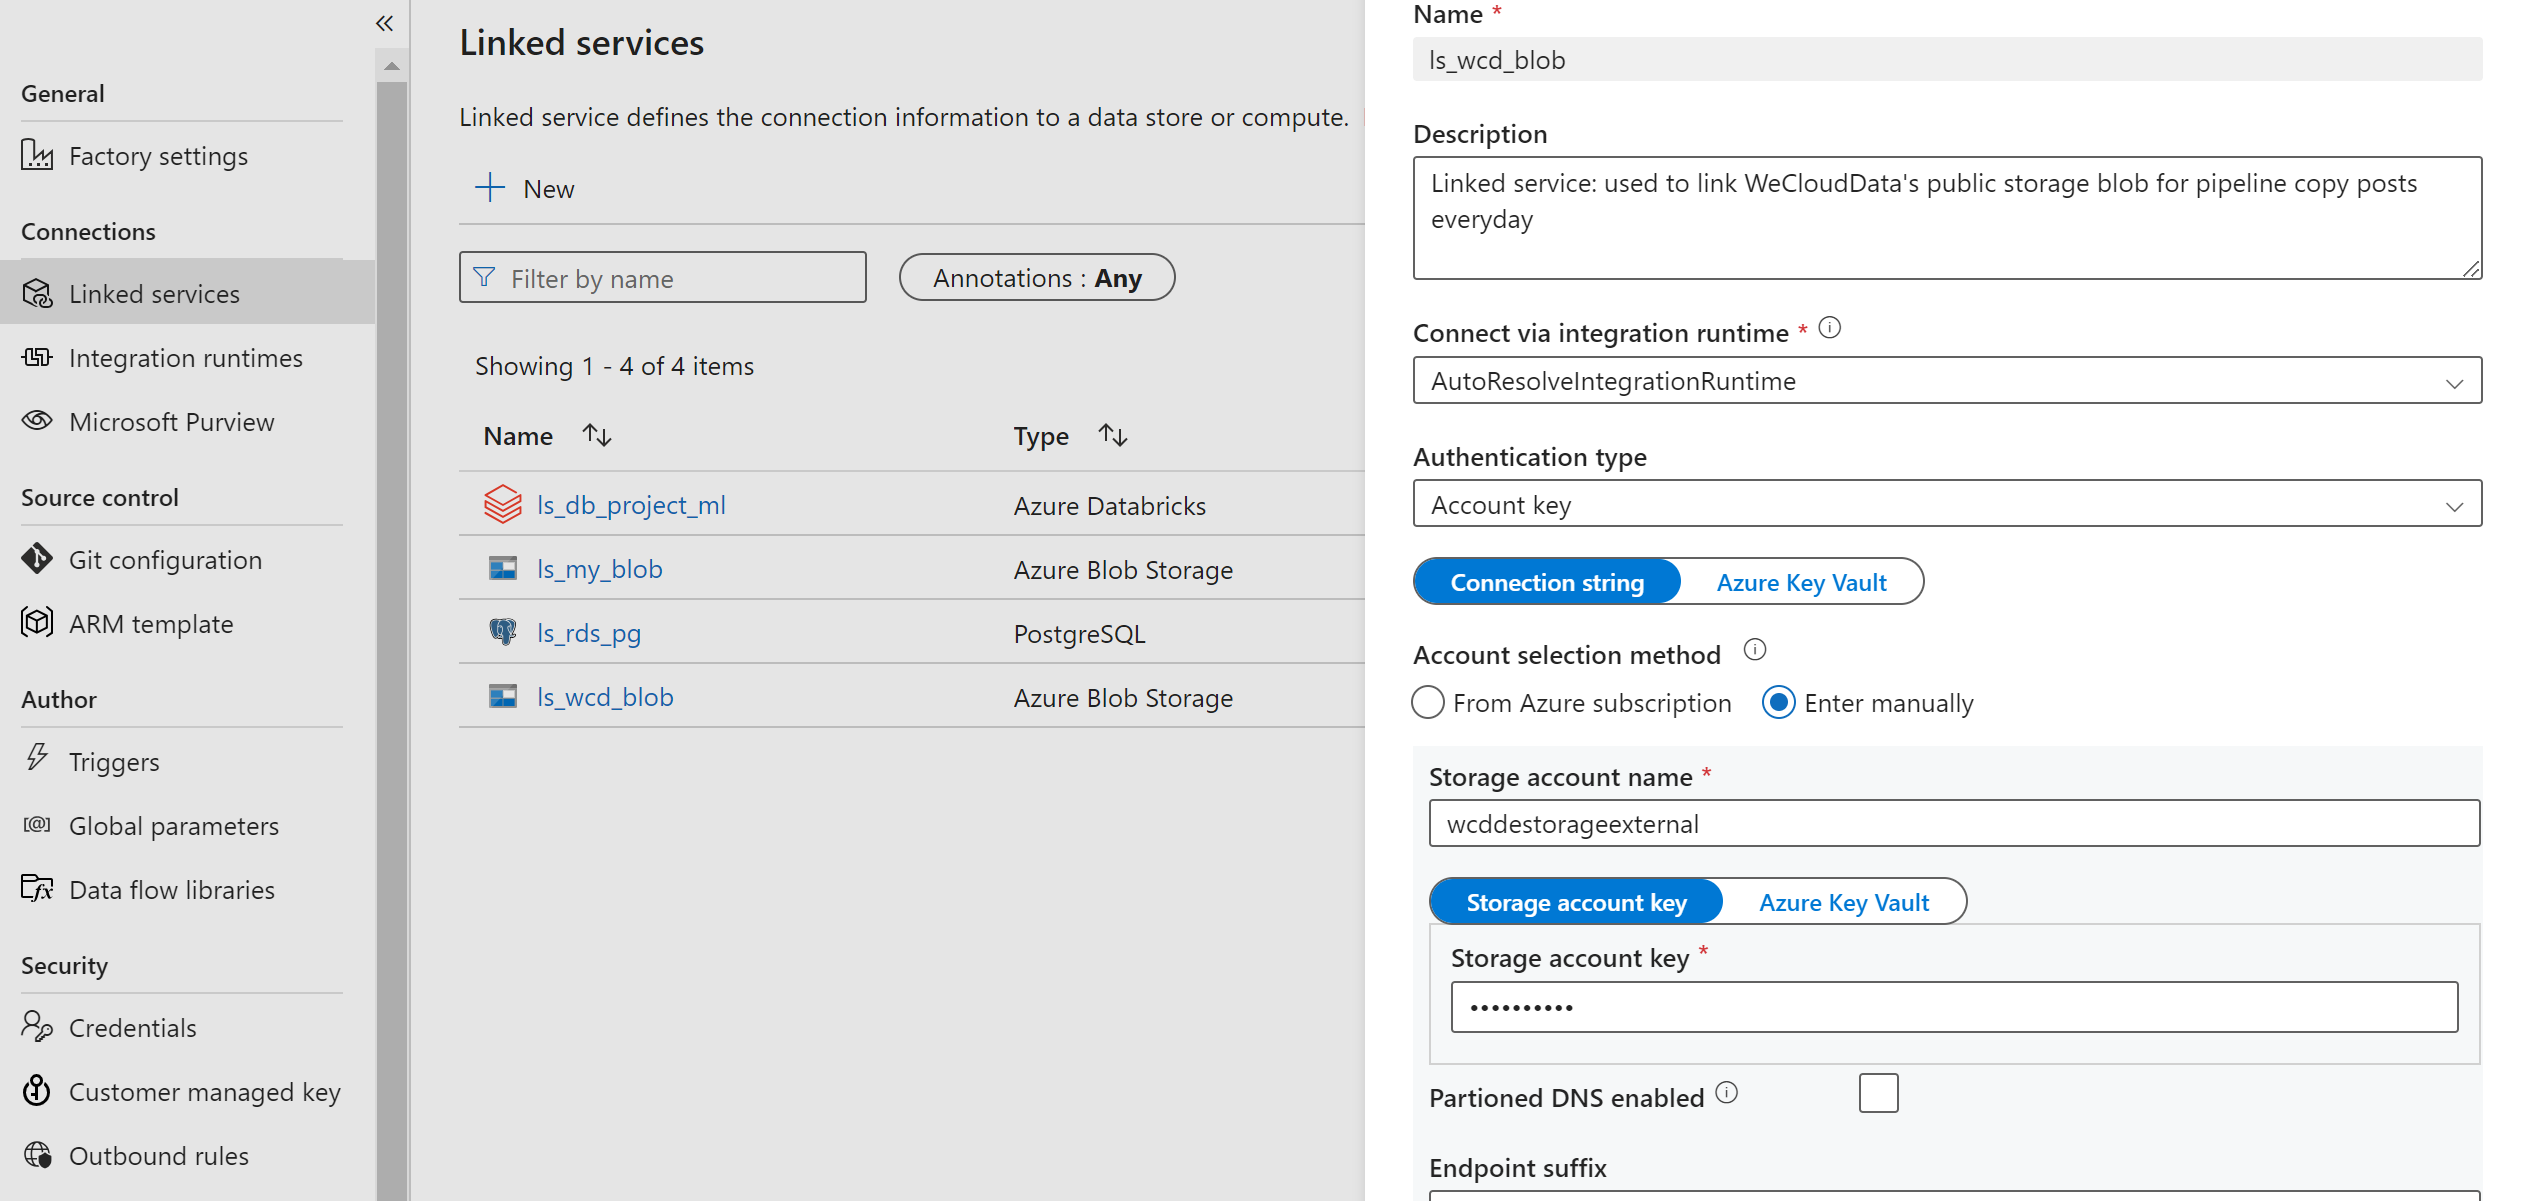 General
Factory settings
Connections
Linked services
Integration runtimes
Microsoft Purview
Source control
Git configuration
ARM template
Author
Triggers
Global parameters
Data flow libraries
Security
Credentials
Customer managed key
Outbound rules
Linked services
Linked service defines the connection information to a data store or compute.
New
Filter by name
Annotations : Any
Showing 1 - 4 of 4 items
Name Type
ls_db_project_ml Azure Databricks
ls_my_blob Azure Blob Storage
ls_rds_pg PostgreSQL
ls_wcd_blob Azure Blob Storage
Name *
ls_wcd_blob
Description
Linked service: used to link WeCloudData's public storage blob for pipeline copy posts
everyday
Connect via integration runtime *
AutoResolveIntegrationRuntime
Authentication type
Account key
Connection string Azure Key Vault
Account selection method
From Azure subscription Enter manually
Storage account name *
wcddestorageexternal
Storage account key Azure Key Vault
Storage account key *
••••••••••
Partioned DNS enabled
Endpoint suffix